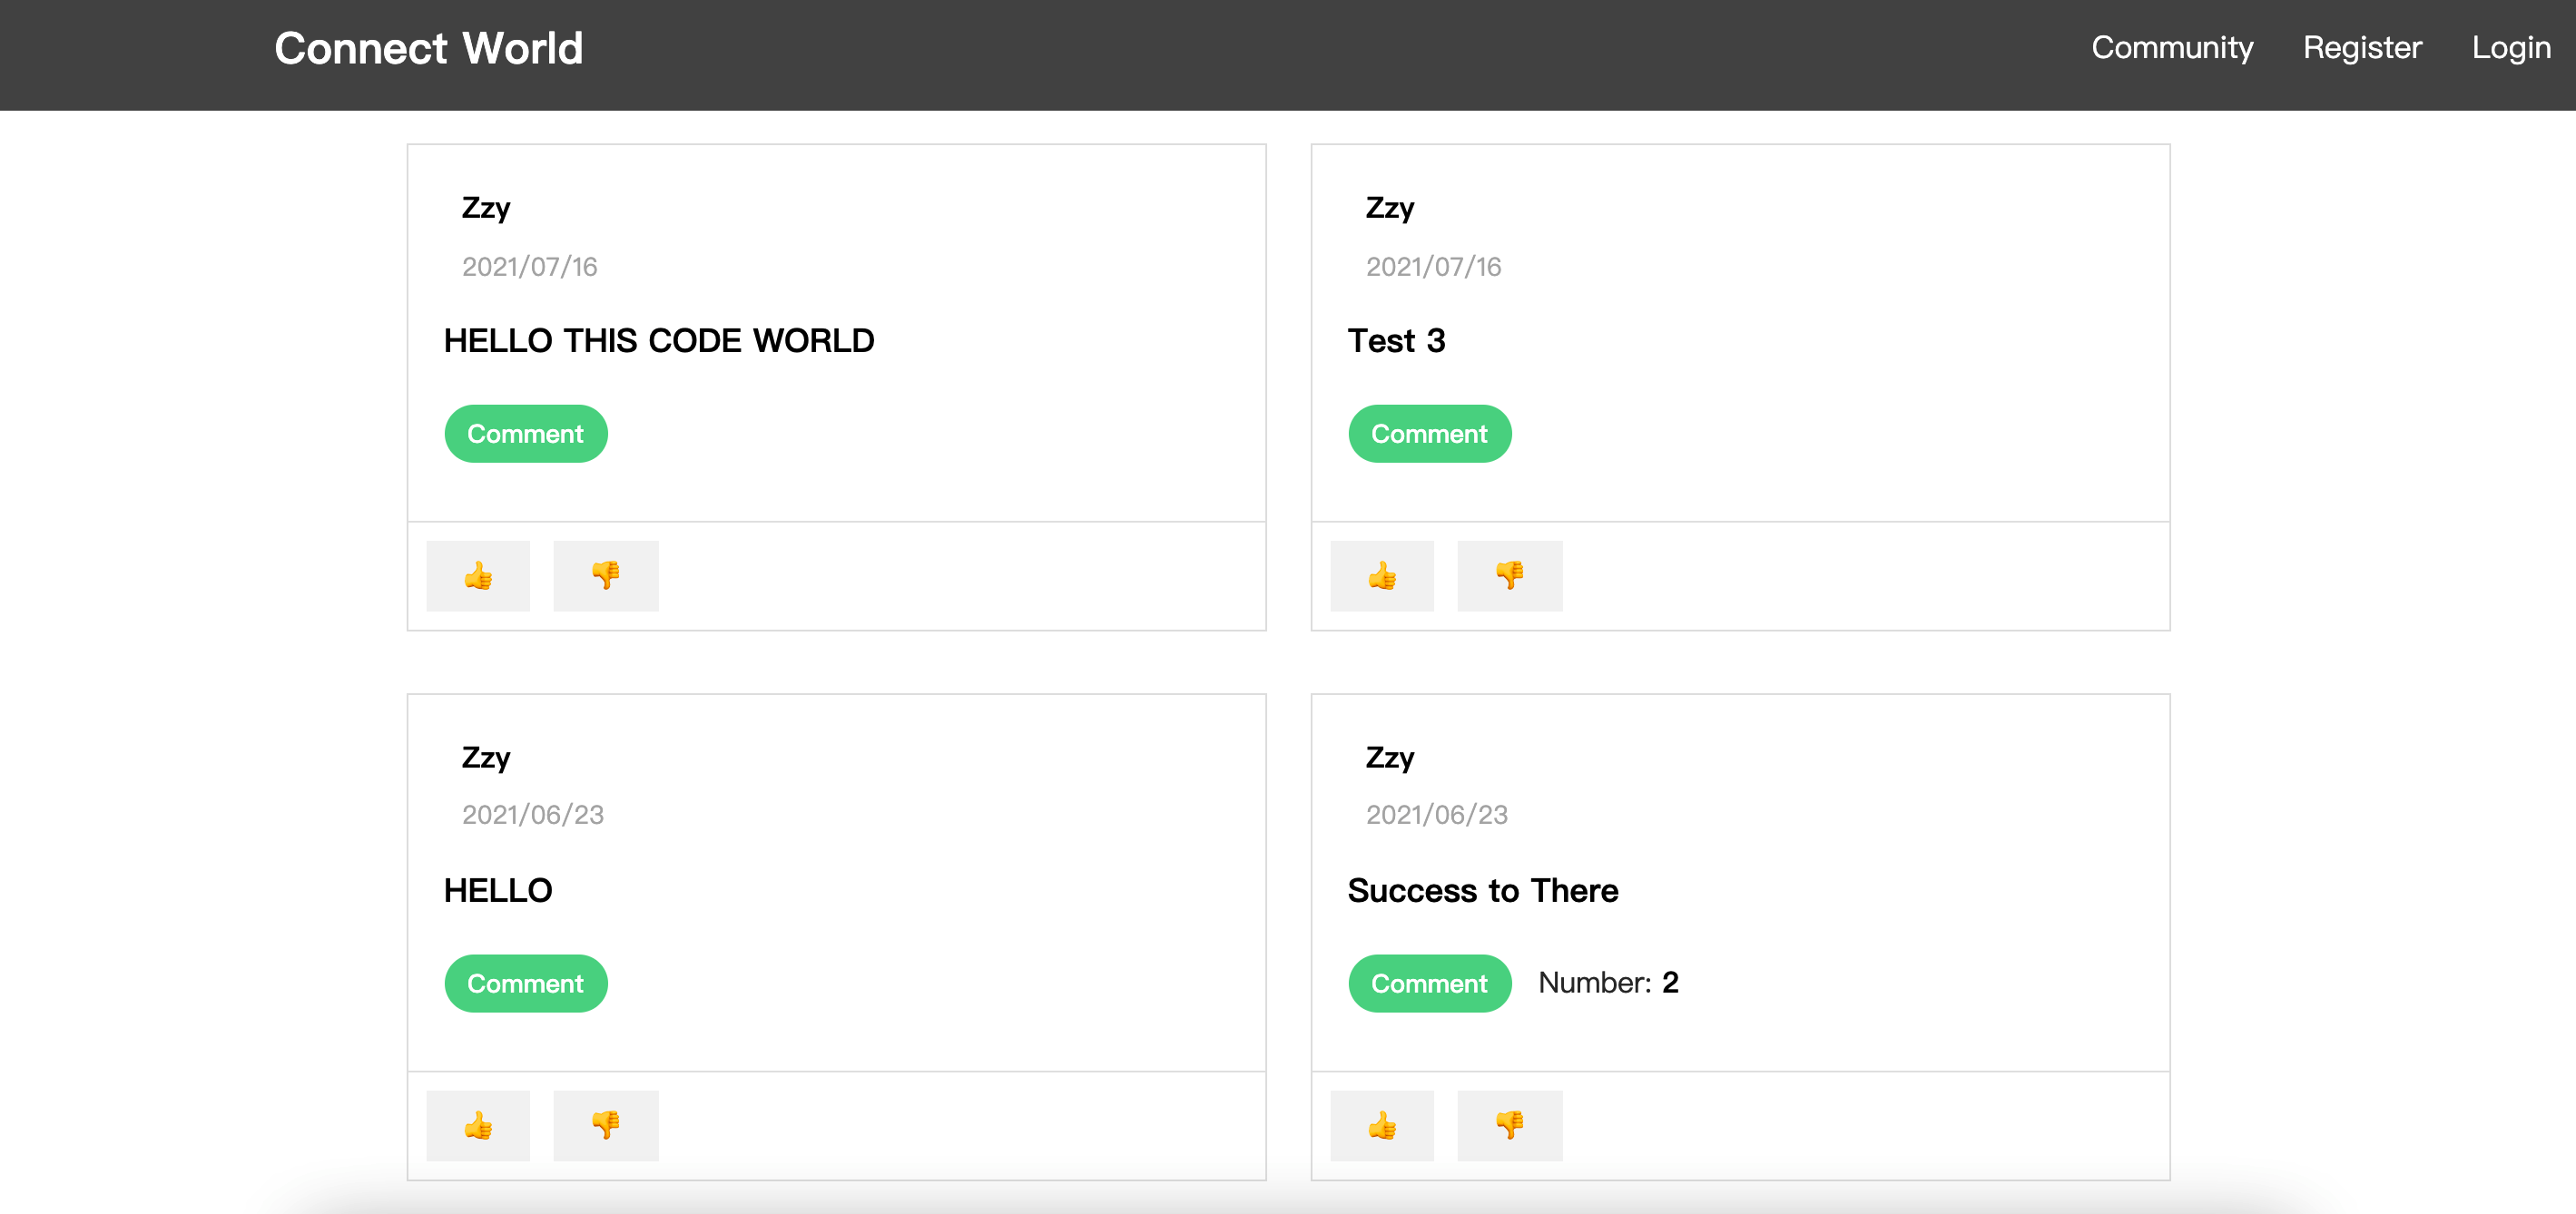 Connect World
Community Register Login
Zzy
2021/07/16
HELLO THIS CODE WORLD
Comment
👍 👎
Zzy
2021/07/16
Test 3
Comment
👍 👎
Zzy
2021/06/23
HELLO
Comment
👍 👎
Zzy
2021/06/23
Success to There
Comment Number: 2
👍 👎